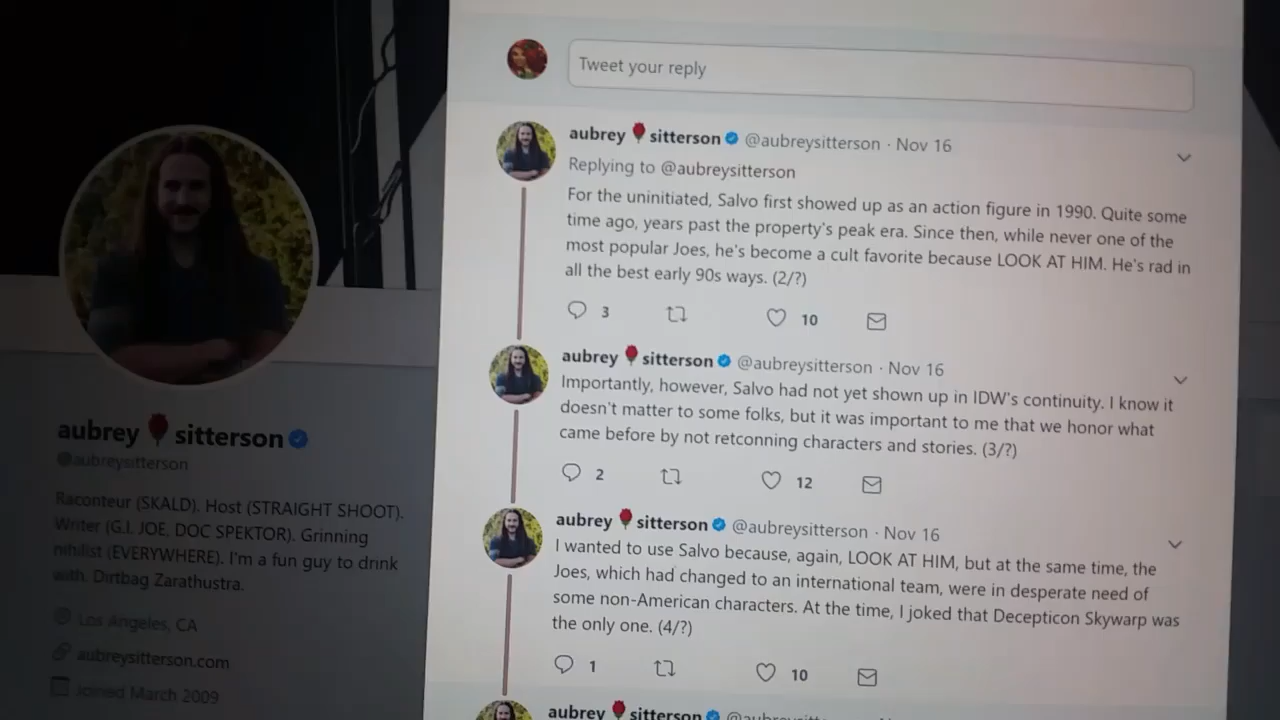 Tweet your reply
aubrey sitterson @aubreysitterson · Nov 16
Replying to @aubreysitterson
For the uninitiated, Salvo first showed up as an action figure in 1990. Quite some
time ago, years past the property's peak era. Since then, while never one of the
most popular Joes, he's become a cult favorite because LOOK AT HIM. He's rad in
all the best early 90s ways. (2/?)
3 10
aubrey sitterson @aubreysitterson · Nov 16
Importantly, however, Salvo had not yet shown up in IDW's continuity. I know it
doesn't matter to some folks, but it was important to me that we honor what
came before by not retconning characters and stories. (3/?)
2 12
aubrey sitterson @aubreysitterson · Nov 16
I wanted to use Salvo because, again, LOOK AT HIM, but at the same time, the
Joes, which had changed to an international team, were in desperate need of
some non-American characters. At the time, I joked that Decepticon Skywarp was
the only one. (4/?)
1 10
aubrey sitterson
aubrey sitterson
@aubreysitterson
Raconteur (SKALD). Host (STRAIGHT SHOOT).
Writer (G.I. JOE, DOC SPEKTOR). Grinning
nihilist (EVERYWHERE). I'm a fun guy to drink
with. Dirtbag Zarathustra.
Los Angeles, CA
aubreysitterson.com
Joined March 2009